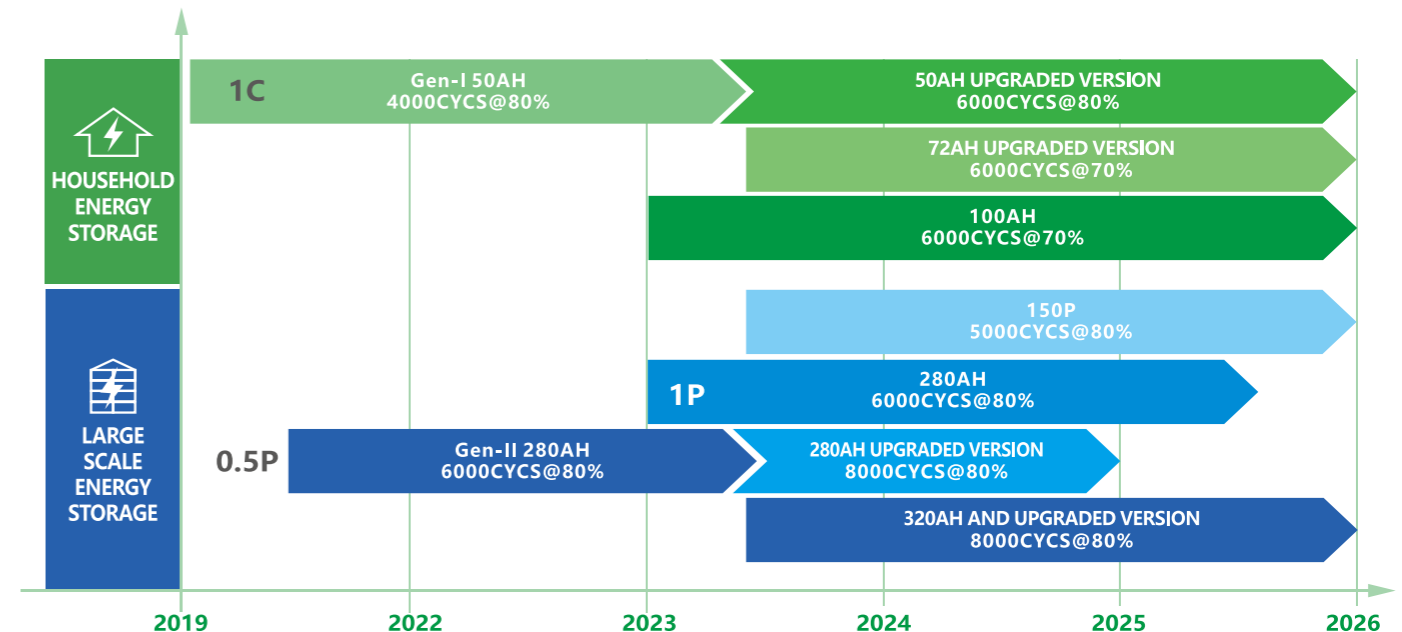 HOUSEHOLD
ENERGY
STORAGE
1C
Gen-I 50AH
4000CYCS@80%
50AH UPGRADED VERSION
6000CYCS@80%
72AH UPGRADED VERSION
6000CYCS@70%
100AH
6000CYCS@70%
LARGE
SCALE
ENERGY
STORAGE
150P
5000CYCS@80%
1P
280AH
6000CYCS@80%
0.5P
Gen-II 280AH
6000CYCS@80%
280AH UPGRADED VERSION
8000CYCS@80%
320AH AND UPGRADED VERSION
8000CYCS@80%
2019 2022 2023 2024 2025 2026